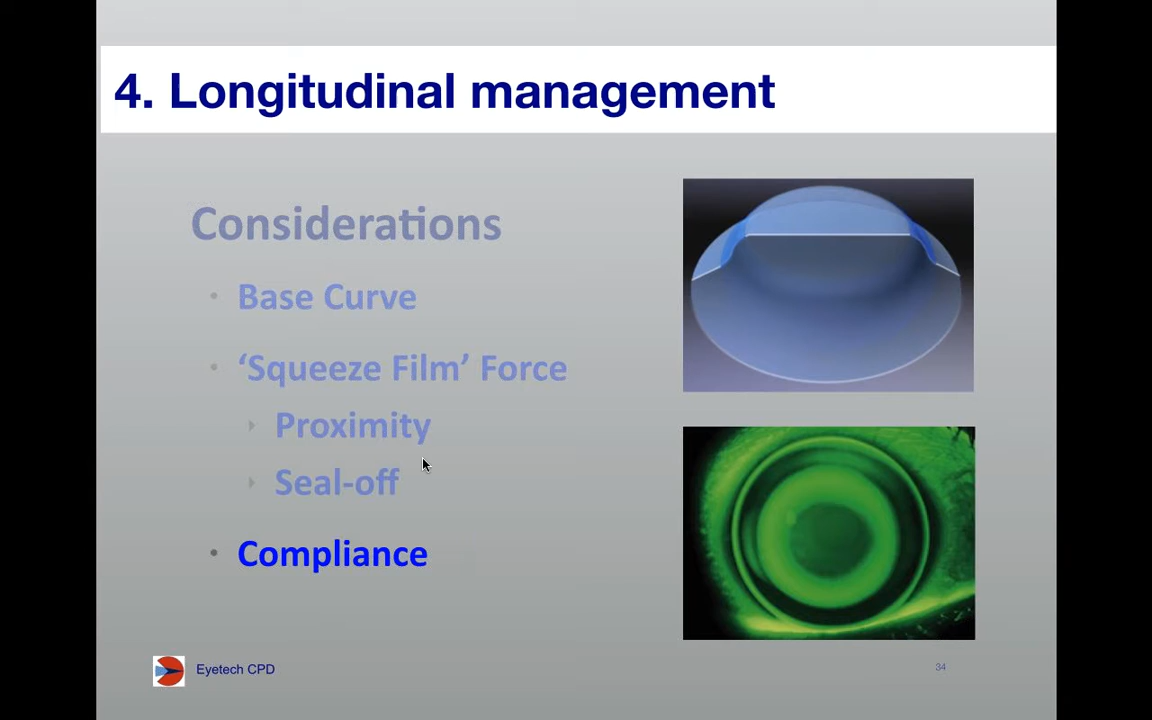 4. Longitudinal management
Considerations
• Base Curve
• ‘Squeeze Film’ Force
‣ Proximity
‣ Seal-off
• Compliance
Eyetech CPD
34